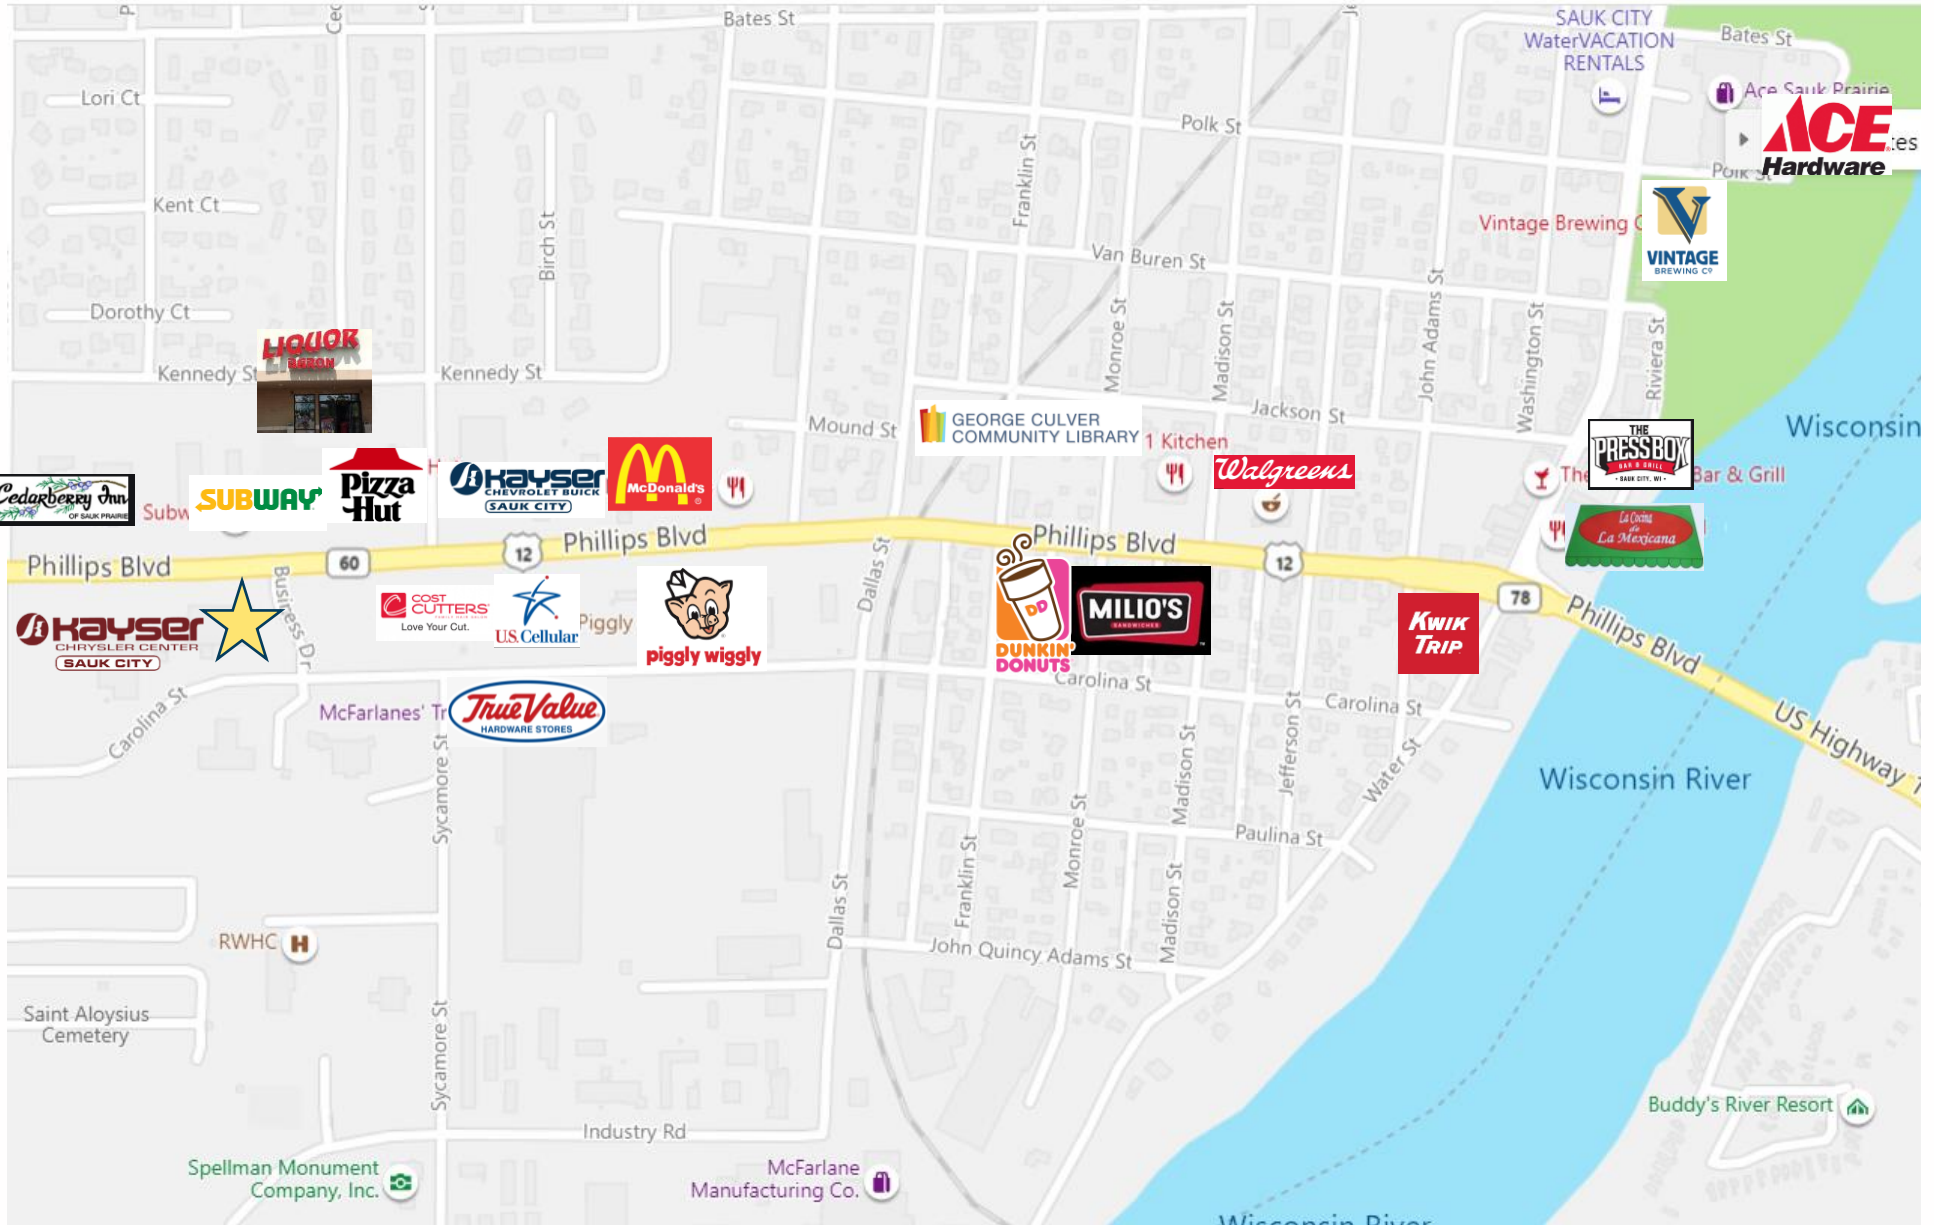 Bates St
SAUK CITY
WaterVACATION
RENTALS
Bates St
Lori Ct
Ace Sauk Prairie
ACE
Hardware
tes
Polk St
Polk St
Franklin St
Kent Ct
Birch St
Vintage Brewing C
VINTAGE
BREWING Cº
Van Buren St
Dorothy Ct
Monroe St
Madison St
John Adams St
Washington St
Riviera St
LIQUOR
BARON
Kennedy St
Kennedy St
Jackson St
Mound St
GEORGE CULVER
COMMUNITY LIBRARY
1 Kitchen
Walgreens
Wisconsin
THE
PRESSBOX
BAR & GRILL
SAUK CITY, WI
The
Bar & Grill
Cedarberry Inn
OF SAUK PRAIRIE
Subw
SUBWAY
Pizza
Hut
H
Kayser
CHEVROLET BUICK
SAUK CITY
McDonald's
La Cocina
de
La Mexicana
Phillips Blvd
60
12
Phillips Blvd
Dallas St
Phillips Blvd
12
78
Phillips Blvd
Business Dr
Kayser
CHRYSLER CENTER
SAUK CITY
COST
CUTTERS
FAMILY HAIR SALON
Love Your Cut.
U.S. Cellular
Piggly
piggly wiggly
DD
DUNKIN'
DONUTS
MILIO'S
SANDWICHES
KWIK
TRIP
Carolina St
Carolina St
Carolina St
McFarlanes' Tr
True Value
HARDWARE STORES
US Highway 1
Sycamore St
Madison St
Jefferson St
Water St
Wisconsin River
Paulina St
Monroe St
Franklin St
Dallas St
Madison St
RWHC
H
John Quincy Adams St
Saint Aloysius
Cemetery
Sycamore St
Buddy's River Resort
Industry Rd
Spellman Monument
Company, Inc.
McFarlane
Manufacturing Co.
Wisconsin River